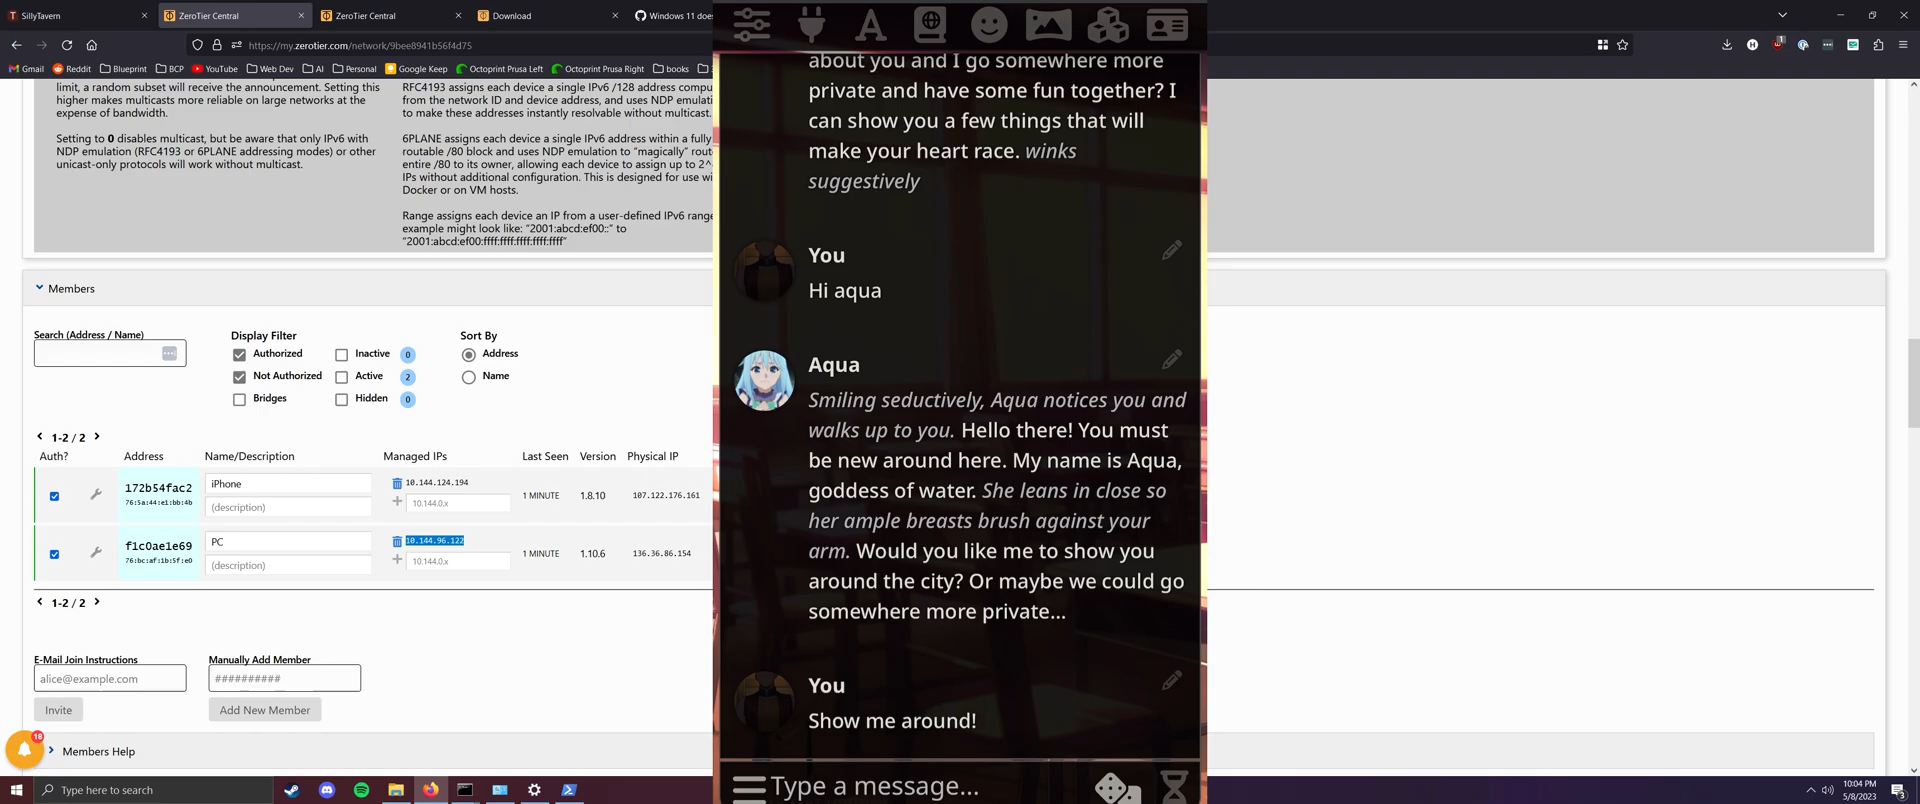 SillyTavern
ZeroTier Central
ZeroTier Central
Download
Windows 11 does
https://my.zerotier.com/network/9bee8941b56f4d75
1
Gmail
Reddit
Blueprint
BCP
YouTube
Web Dev
AI
Personal
Google Keep
Octoprint Prusa Left
Octoprint Prusa Right
books
limit, a random subset will receive the announcement. Setting this
higher makes multicasts more reliable on large networks at the
expense of bandwidth.
Setting to 0 disables multicast, but be aware that only IPv6 with
NDP emulation (RFC4193 or 6PLANE addressing modes) or other
unicast-only protocols will work without multicast.
RFC4193 assigns each device a single IPv6 /128 address compu
from the network ID and device address, and uses NDP emulati
to make these addresses instantly resolvable without multicast.
6PLANE assigns each device a single IPv6 address within a fully
routable /80 block and uses NDP emulation to "magically" rout
entire /80 to its owner, allowing each device to assign up to 2^
IPs without additional configuration. This is designed for use wi
Docker or on VM hosts.
Range assigns each device an IP from a user-defined IPv6 range
example might look like: "2001:abcd:ef00::" to
"2001:abcd:ef00:ffff:ffff:ffff:ffff:ffff"
Members
Search (Address / Name)
Display Filter
Authorized
Inactive
0
Not Authorized
Active
2
Bridges
Hidden
0
Sort By
Address
Name
1-2 / 2
Auth?
Address
Name/Description
Managed IPs
Last Seen
Version
Physical IP
172b54fac2
76:5a:44:e1:bb:4b
iPhone
(description)
10.144.124.194
10.144.0.x
1 MINUTE
1.8.10
107.122.176.161
f1c0ae1e69
76:bc:af:1b:5f:e0
PC
(description)
10.144.96.122
10.144.0.x
1 MINUTE
1.10.6
136.36.86.154
1-2 / 2
E-Mail Join Instructions
alice@example.com
Invite
Manually Add Member
##########
Add New Member
18
Members Help
about you and I go somewhere more
private and have some fun together? I
can show you a few things that will
make your heart race. winks
suggestively
You
Hi aqua
Aqua
Smiling seductively, Aqua notices you and
walks up to you. Hello there! You must
be new around here. My name is Aqua,
goddess of water. She leans in close so
her ample breasts brush against your
arm. Would you like me to show you
around the city? Or maybe we could go
somewhere more private...
You
Show me around!
Type a message...
Type here to search
10:04 PM
5/8/2023
3